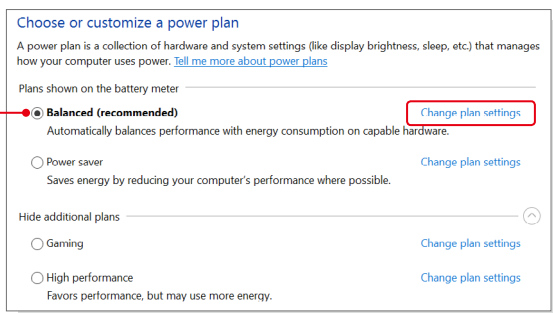 Choose or customize a power plan
A power plan is a collection of hardware and system settings (like display brightness, sleep, etc.) that manages
how your computer uses power. Tell me more about power plans
Plans shown on the battery meter
Balanced (recommended) Change plan settings
Automatically balances performance with energy consumption on capable hardware.
Power saver Change plan settings
Saves energy by reducing your computer's performance where possible.
Hide additional plans
Gaming Change plan settings
High performance Change plan settings
Favors performance, but may use more energy.